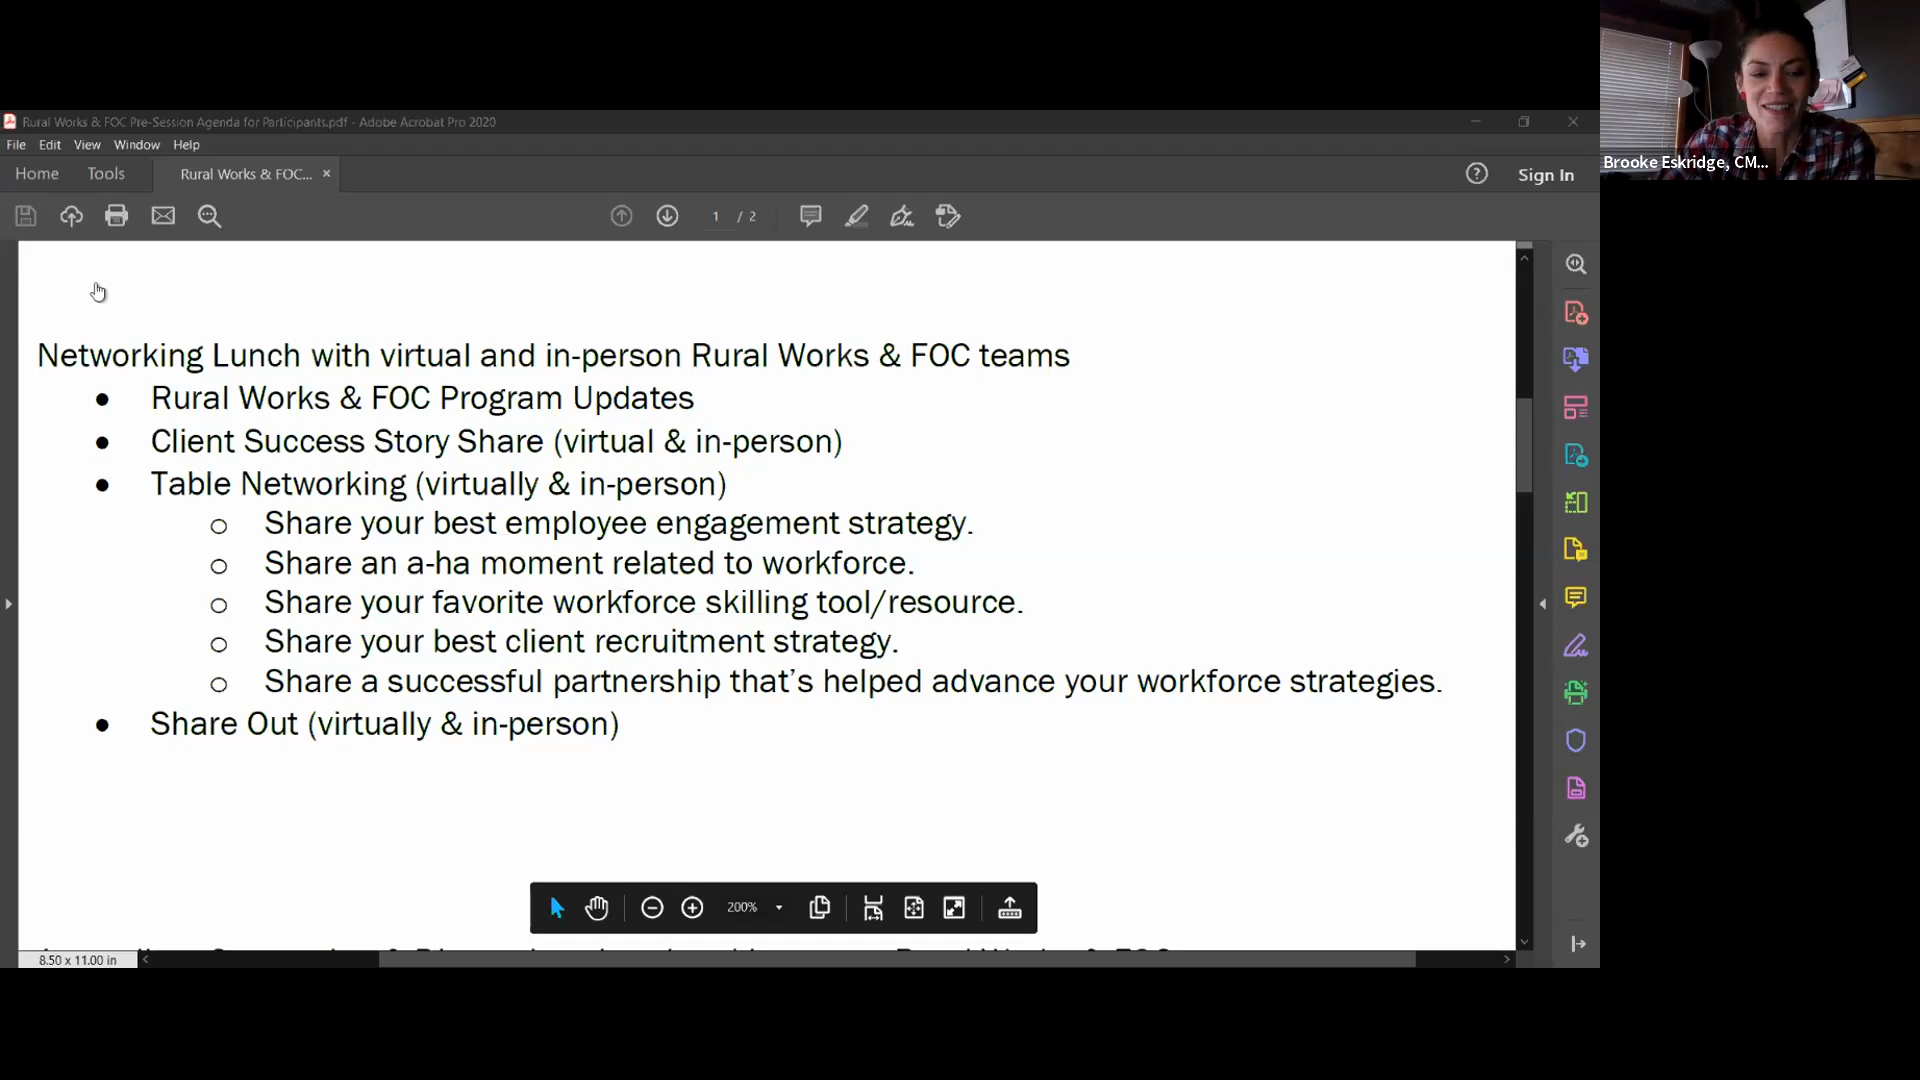 Rural Works & FOC Pre-Session Agenda for Participants.pdf - Adobe Acrobat Pro 2020
File Edit View Window Help
Home Tools Rural Works & FOC... × Sign In
1 / 2
Brooke Eskridge, CM...
Networking Lunch with virtual and in-person Rural Works & FOC teams
• Rural Works & FOC Program Updates
• Client Success Story Share (virtual & in-person)
• Table Networking (virtually & in-person)
o Share your best employee engagement strategy.
o Share an a-ha moment related to workforce.
o Share your favorite workforce skilling tool/resource.
o Share your best client recruitment strategy.
o Share a successful partnership that’s helped advance your workforce strategies.
• Share Out (virtually & in-person)
200%
8.50 x 11.00 in